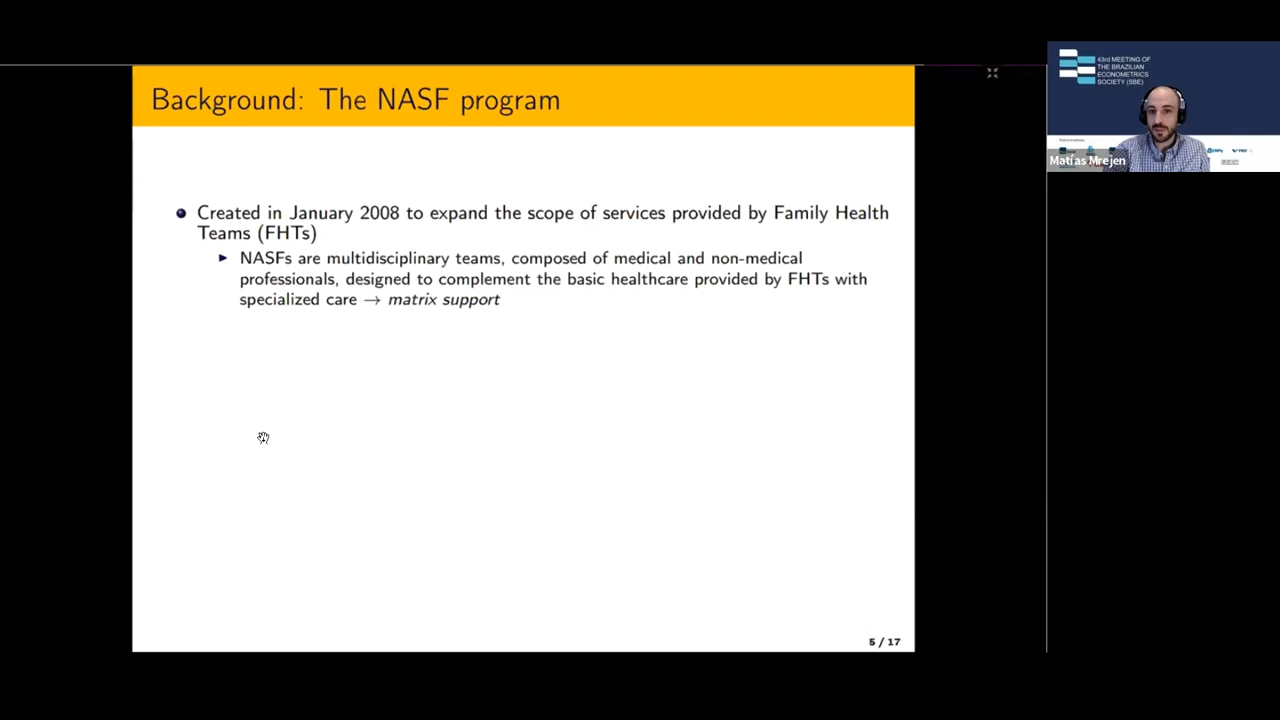 Background: The NASF program
Created in January 2008 to expand the scope of services provided by Family Health
Teams (FHTs)
NASFs are multidisciplinary teams, composed of medical and non-medical
professionals, designed to complement the basic healthcare provided by FHTs with
specialized care → matrix support
5 / 17
43rd MEETING OF
THE BRAZILIAN
ECONOMETRICS
SOCIETY (SBE)
Matías Mrejen